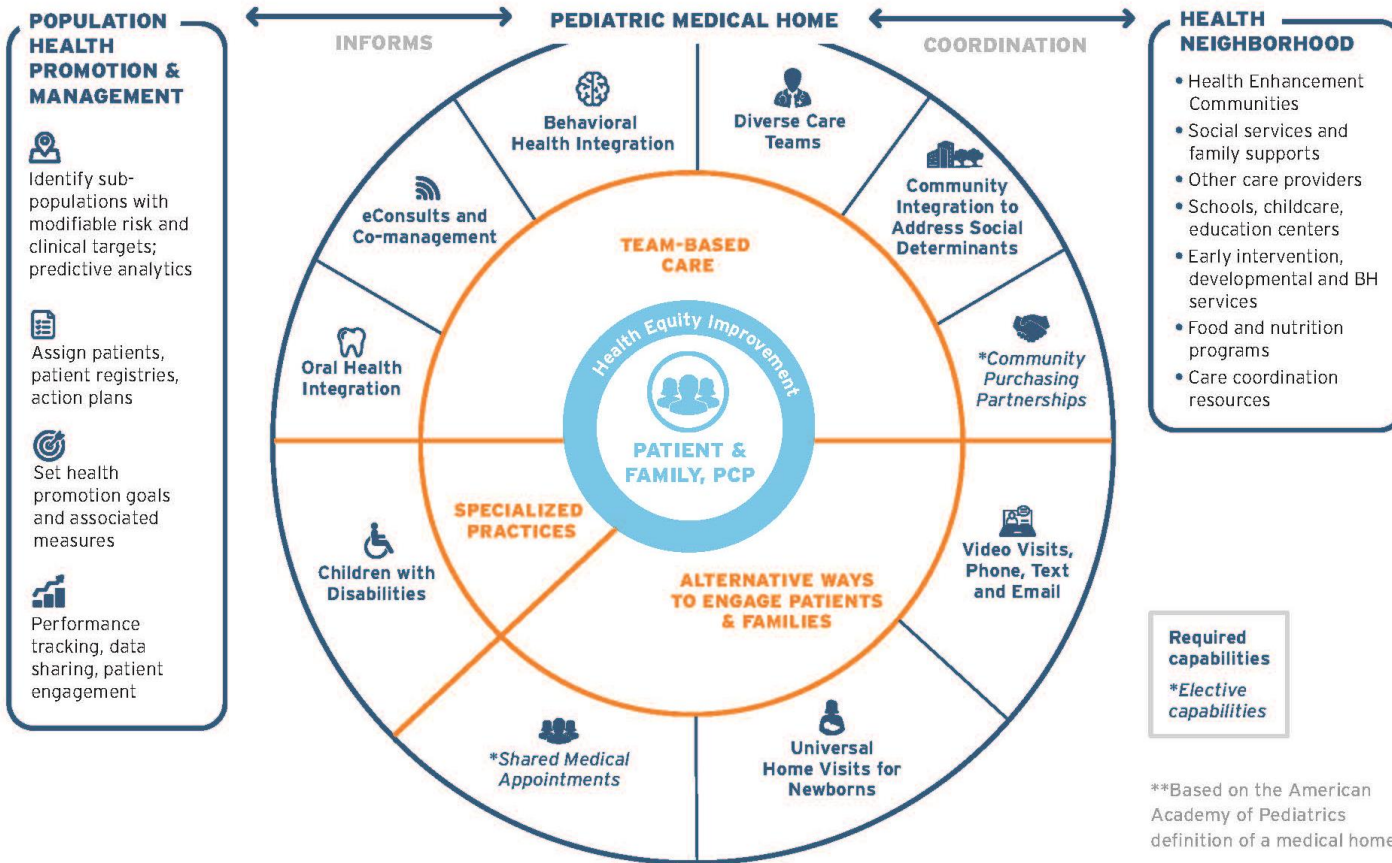 POPULATION
HEALTH
PROMOTION &
MANAGEMENT
Identify sub-
populations with
modifiable risk and
clinical targets;
predictive analytics
Assign patients,
patient registries,
action plans
Set health
promotion goals
and associated
measures
Performance
tracking, data
sharing, patient
engagement
INFORMS
PEDIATRIC MEDICAL HOME
COORDINATION
Behavioral
Health Integration
Diverse Care
Teams
eConsults and
Co-management
Community
Integration to
Address Social
Determinants
Oral Health
Integration
*Community
Purchasing
Partnerships
TEAM-BASED
CARE
Health Equity Improvement
PATIENT &
FAMILY, PCP
SPECIALIZED
PRACTICES
Children with
Disabilities
ALTERNATIVE WAYS
TO ENGAGE PATIENTS
& FAMILIES
Video Visits,
Phone, Text
and Email
*Shared Medical
Appointments
Universal
Home Visits for
Newborns
HEALTH
NEIGHBORHOOD
• Health Enhancement
Communities
• Social services and
family supports
• Other care providers
• Schools, childcare,
education centers
• Early intervention,
developmental and BH
services
• Food and nutrition
programs
• Care coordination
resources
Required
capabilities
*Elective
capabilities
**Based on the American
Academy of Pediatrics
definition of a medical home